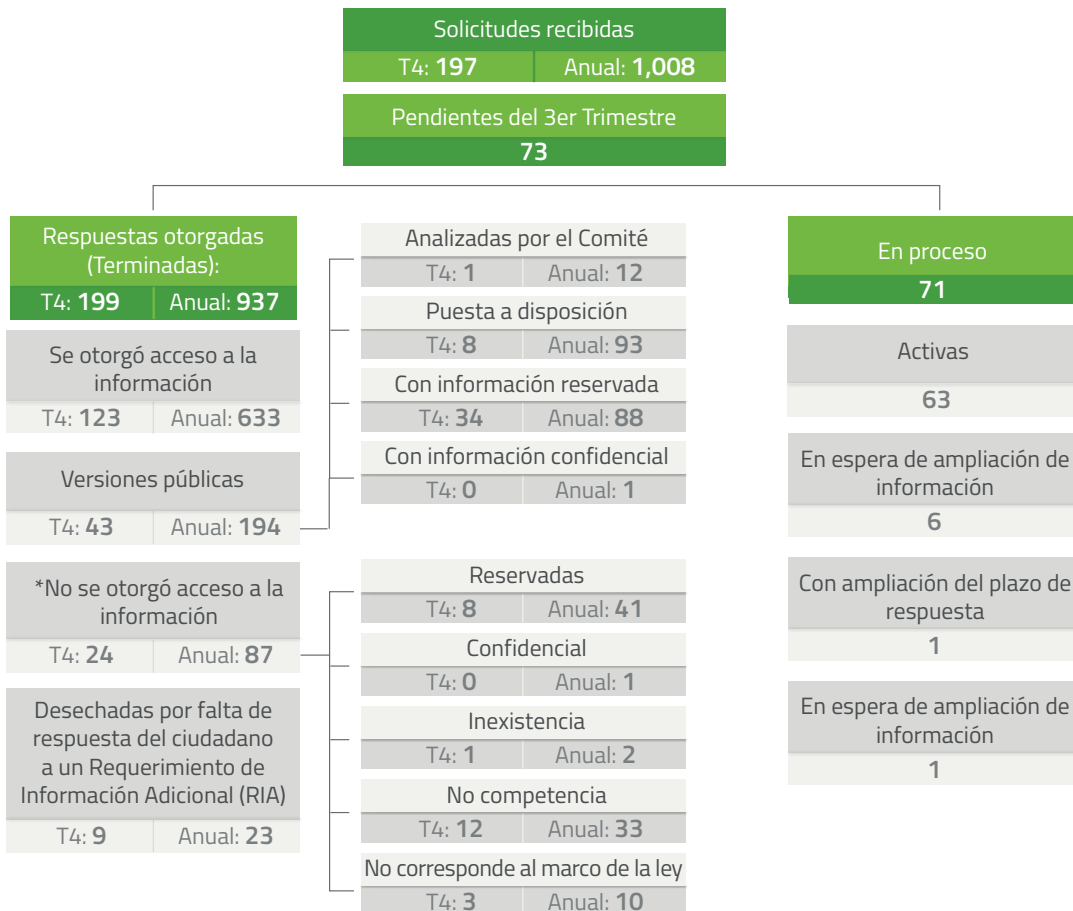 Solicitudes recibidas
T4: 197 Anual: 1,008
Pendientes del 3er Trimestre
73
Respuestas otorgadas
(Terminadas):
T4: 199 Anual: 937
Se otorgó acceso a la
información
T4: 123 Anual: 633
Versiones públicas
T4: 43 Anual: 194
*No se otorgó acceso a la
información
T4: 24 Anual: 87
Desechadas por falta de
respuesta del ciudadano
a un Requerimiento de
Información Adicional (RIA)
T4: 9 Anual: 23
Analizadas por el Comité
T4: 1 Anual: 12
Puesta a disposición
T4: 8 Anual: 93
Con información reservada
T4: 34 Anual: 88
Con información confidencial
T4: 0 Anual: 1
Reservadas
T4: 8 Anual: 41
Confidencial
T4: 0 Anual: 1
Inexistencia
T4: 1 Anual: 2
No competencia
T4: 12 Anual: 33
No corresponde al marco de la ley
T4: 3 Anual: 10
En proceso
71
Activas
63
En espera de ampliación de
información
6
Con ampliación del plazo de
respuesta
1
En espera de ampliación de
información
1